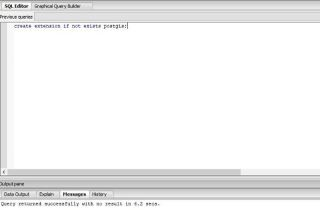 SQL Editor Graphical Query Builder
Previous queries
create extension if not exists postgis;
Output pane
Data Output Explain Messages History
Query returned successfully with no result in 6.2 secs.